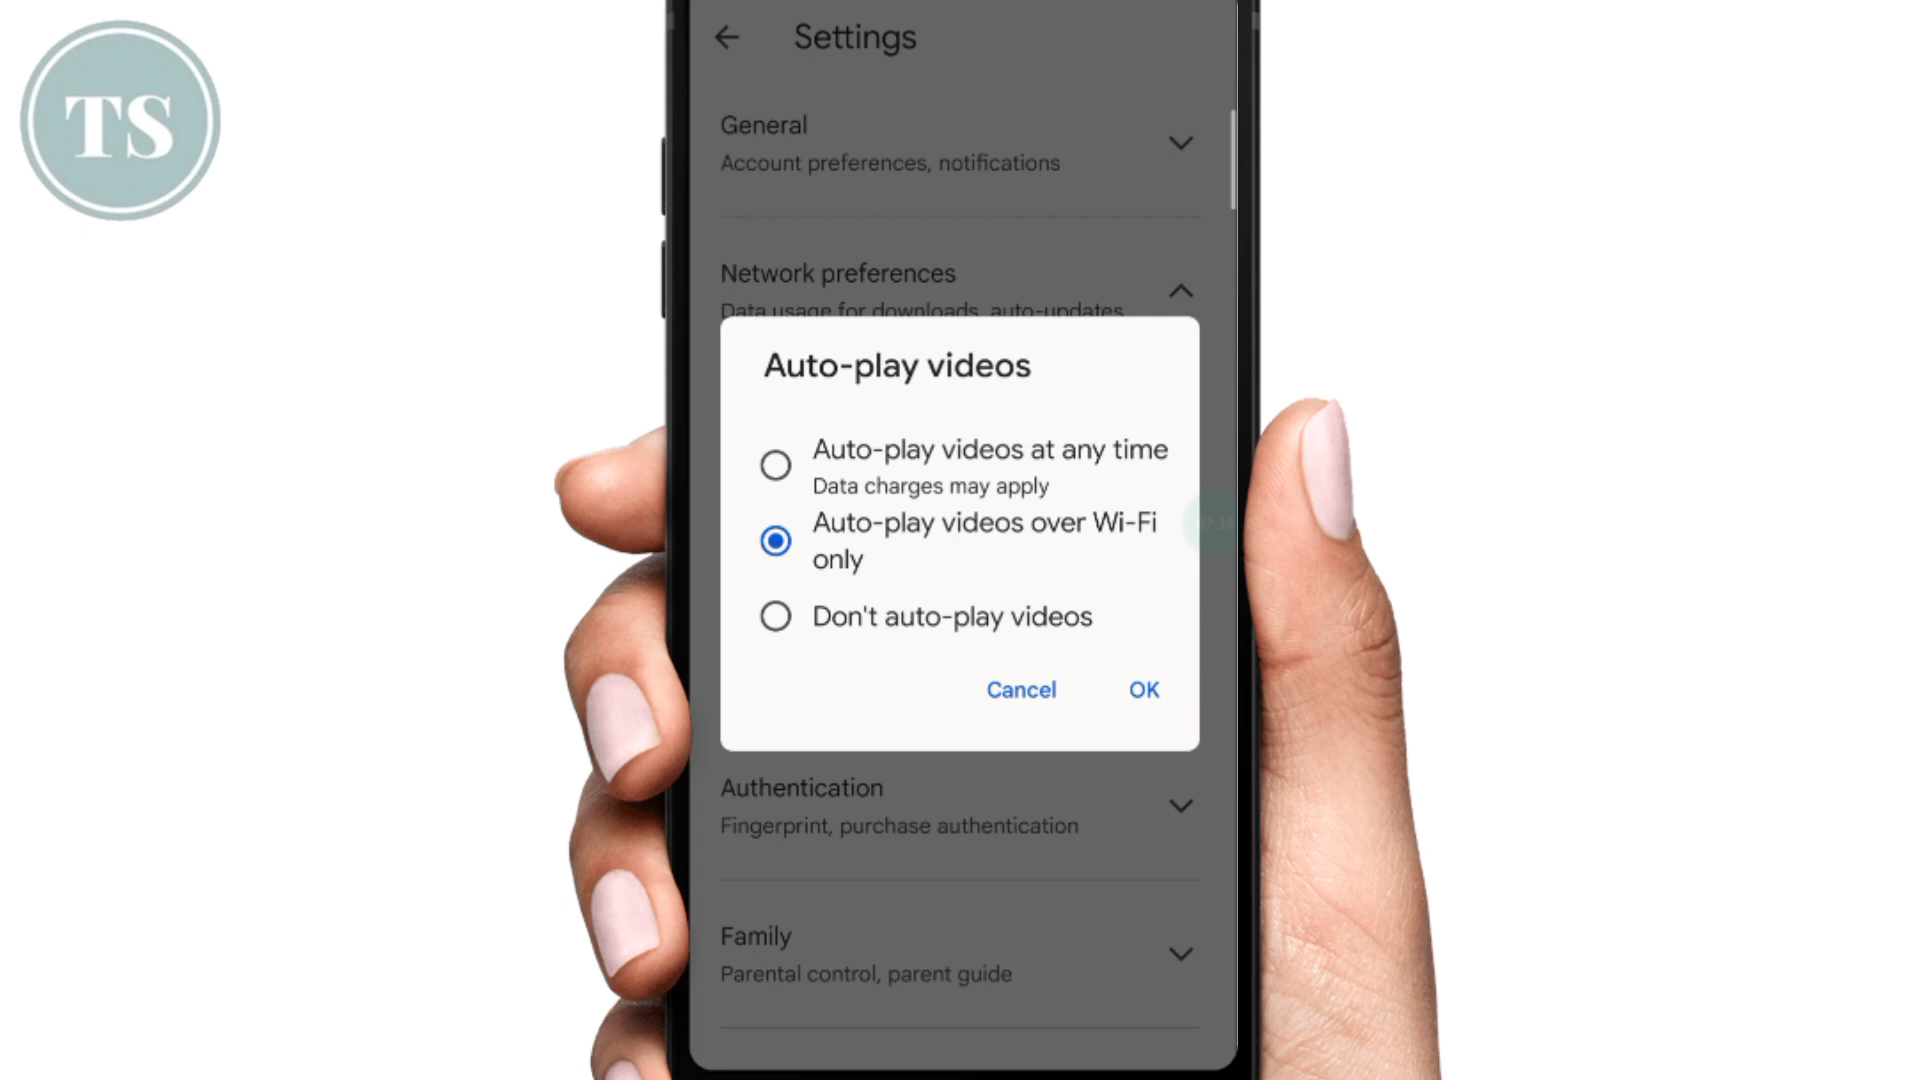 TS
Settings
General
Account preferences, notifications
Network preferences
Data usage for downloads, auto-updates
Auto-play videos
Auto-play videos at any time
Data charges may apply
Auto-play videos over Wi-Fi
only
Don't auto-play videos
Cancel
OK
Authentication
Fingerprint, purchase authentication
Family
Parental control, parent guide